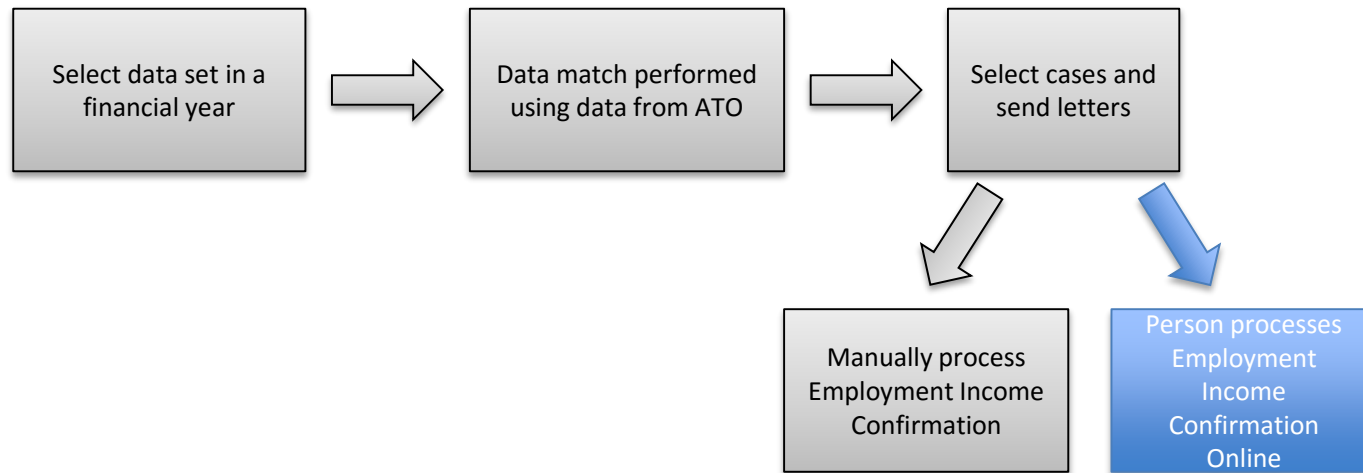 Select data set in a
financial year
Data match performed
using data from ATO
Select cases and
send letters
Manually process
Employment Income
Confirmation
Person processes
Employment
Income
Confirmation
Online